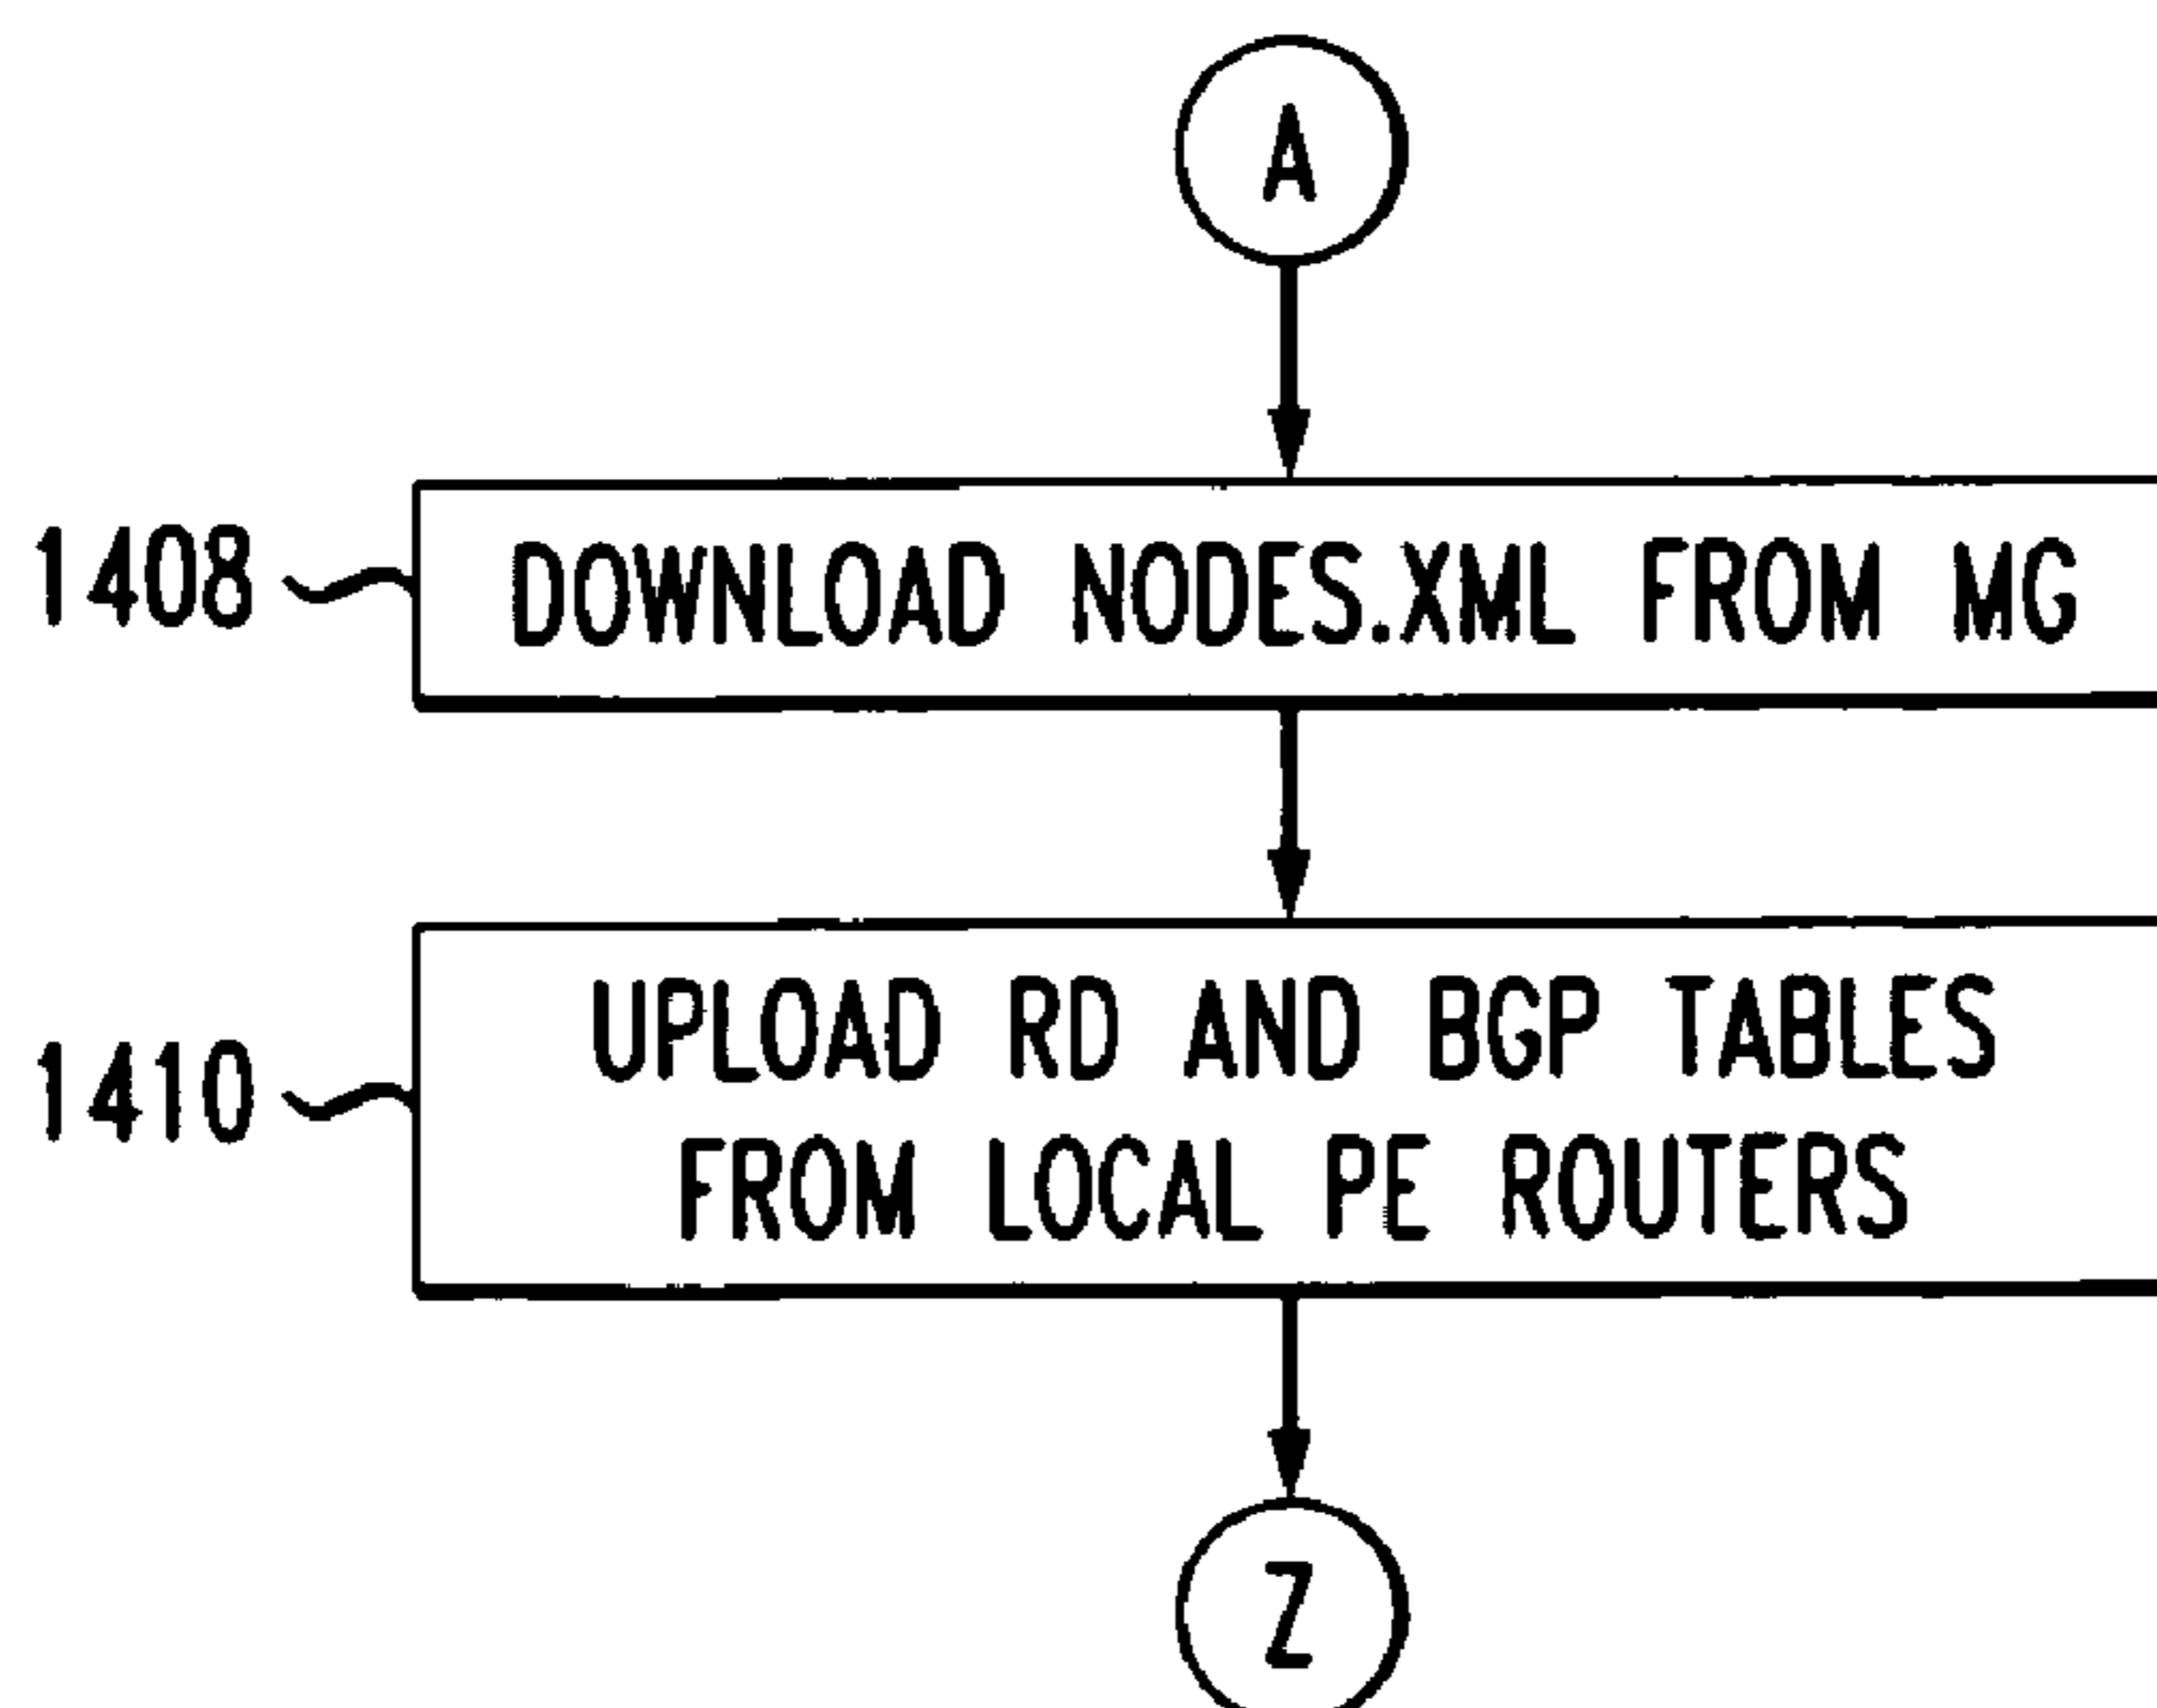 A
1408 DOWNLOAD NODES.XML FROM MG
UPLOAD RD AND BGP TABLES
1410
FROM LOCAL PE ROUTERS
Z